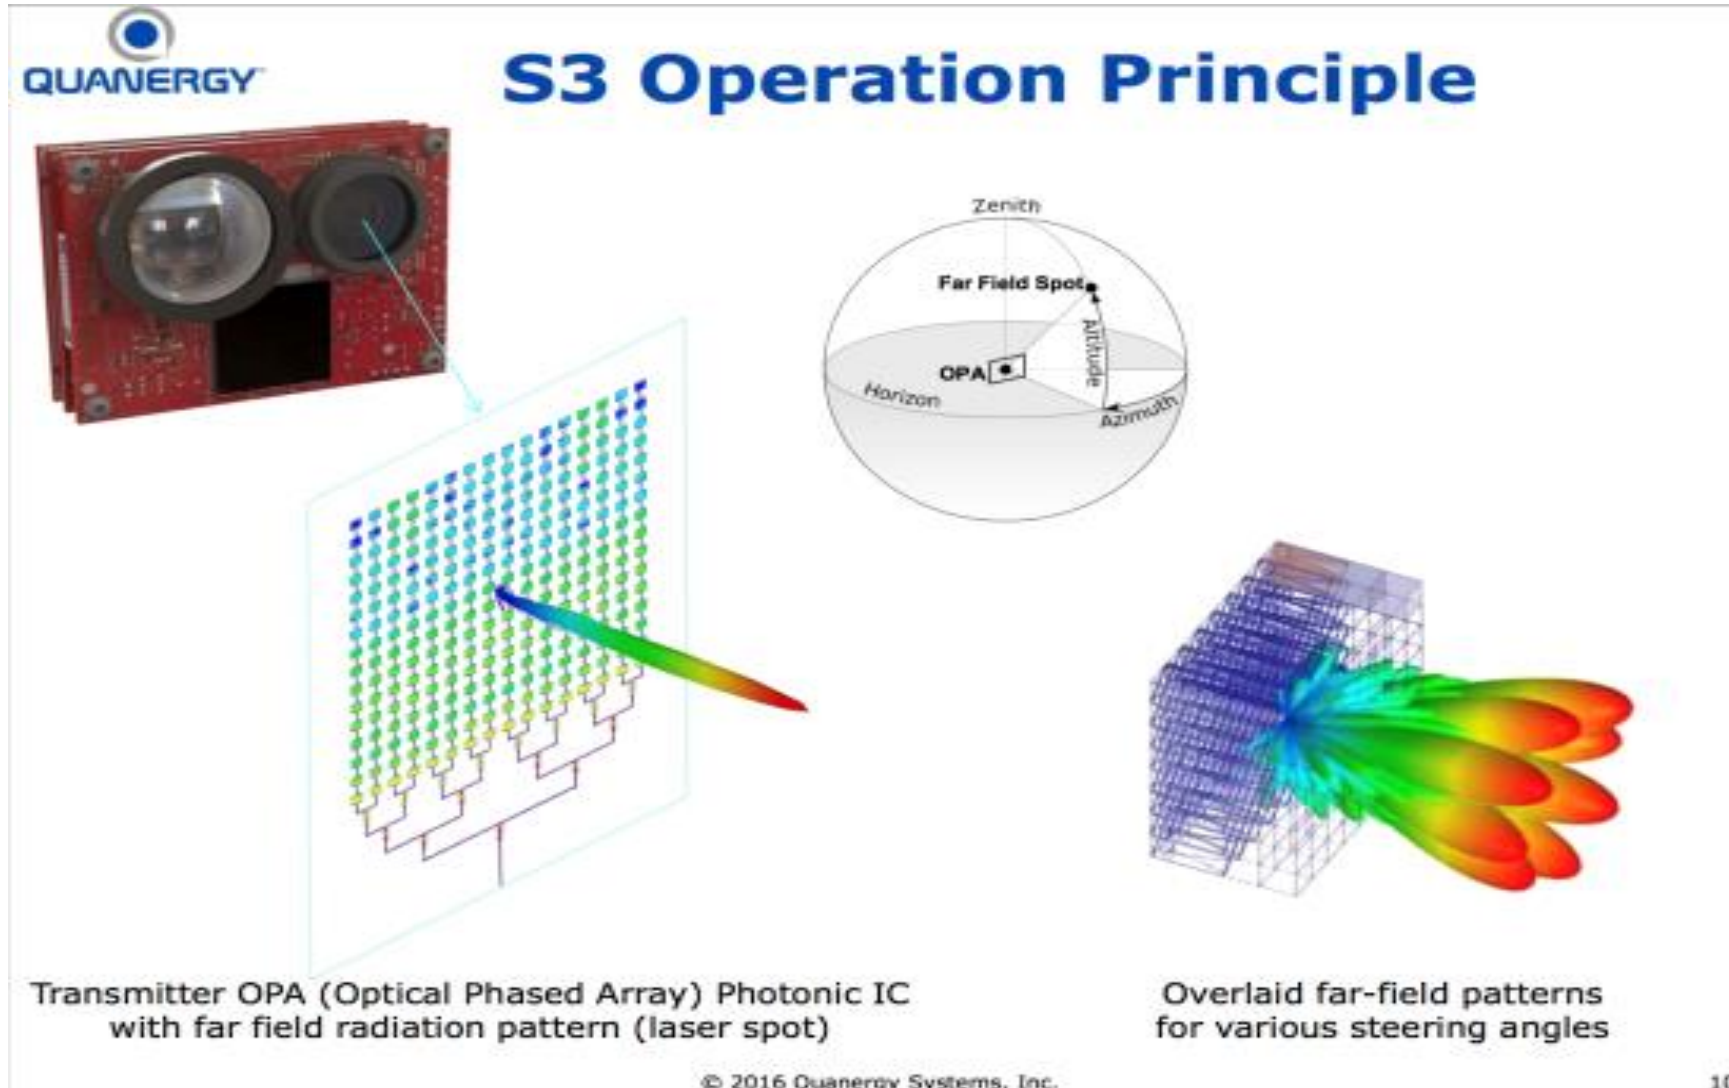 QUANERGY
S3 Operation Principle
Zenith
Far Field Spot
Altitude
OPA
Horizon
Azimuth
Transmitter OPA (Optical Phased Array) Photonic IC
with far field radiation pattern (laser spot)
Overlaid far-field patterns
for various steering angles
© 2016 Quanergy Systems, Inc.